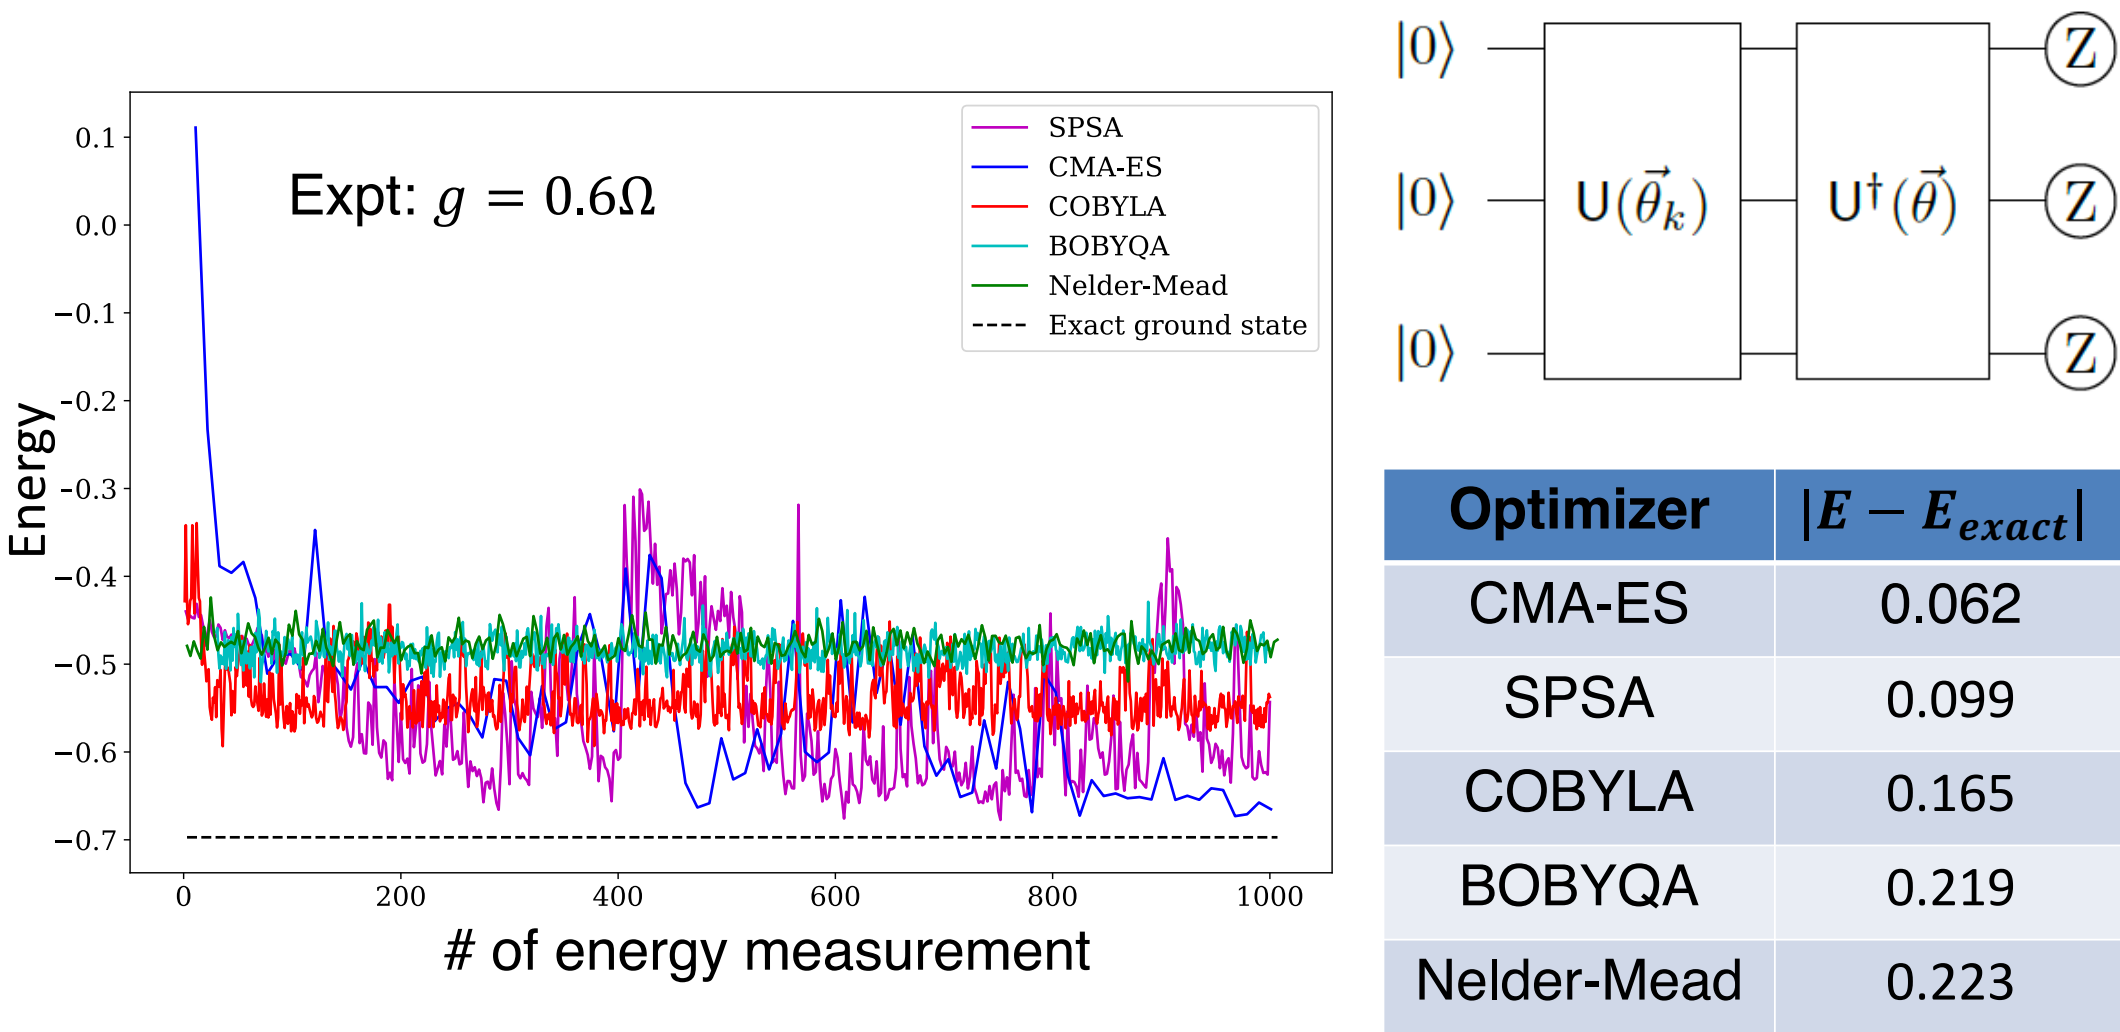 Expt: g = 0.6Ω
SPSA
CMA-ES
COBYLA
BOBYQA
Nelder-Mead
Exact ground state
Energy
0.1
0.0
−0.1
−0.2
−0.3
−0.4
−0.5
−0.6
−0.7
0 200 400 600 800 1000
# of energy measurement
|0⟩ Z
|0⟩ U(θ⃗ₖ) U†(θ⃗) Z
|0⟩ Z
Optimizer |E − E_exact|
CMA-ES 0.062
SPSA 0.099
COBYLA 0.165
BOBYQA 0.219
Nelder-Mead 0.223